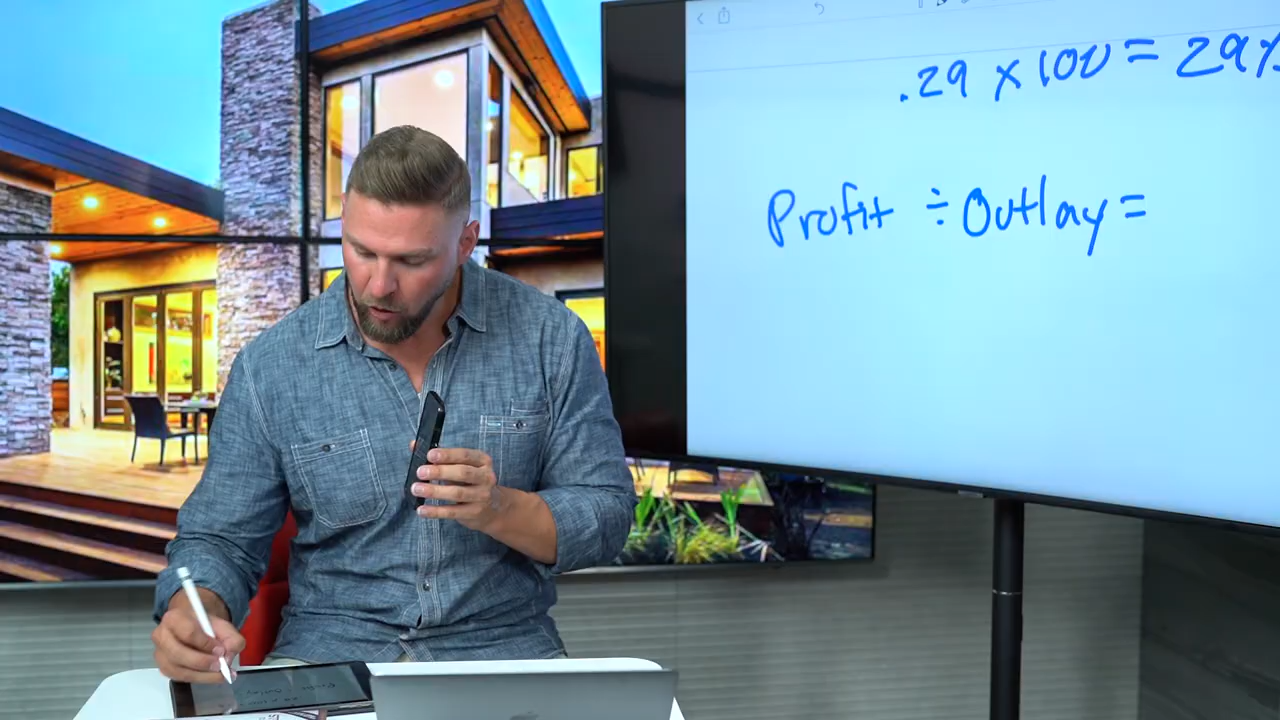 .29 x 100 = 29%
Profit ÷ Outlay =